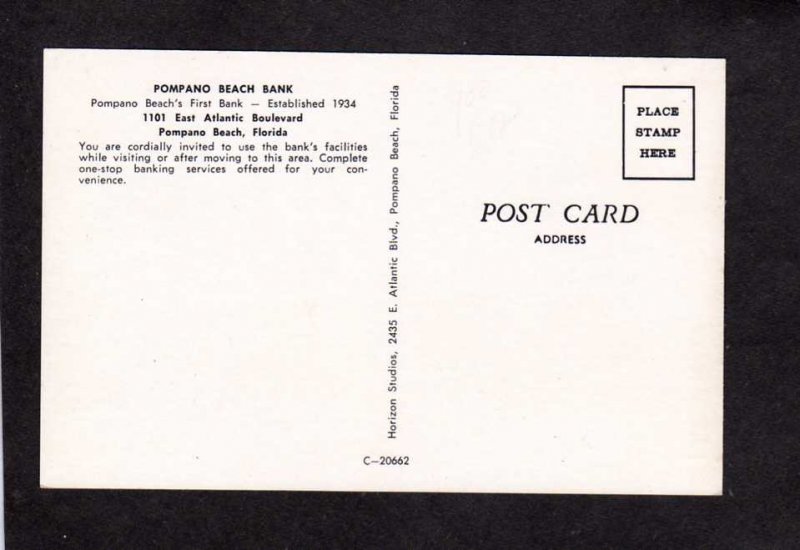 POMPANO BEACH BANK
Pompano Beach's First Bank — Established 1934
1101 East Atlantic Boulevard
Pompano Beach, Florida
You are cordially invited to use the bank's facilities
while visiting or after moving to this area. Complete
one-stop banking services offered for your con-
venience.
Horizon Studios, 2435 E. Atlantic Blvd., Pompano Beach, Florida
C—20662
PLACE
STAMP
HERE
POST CARD
ADDRESS